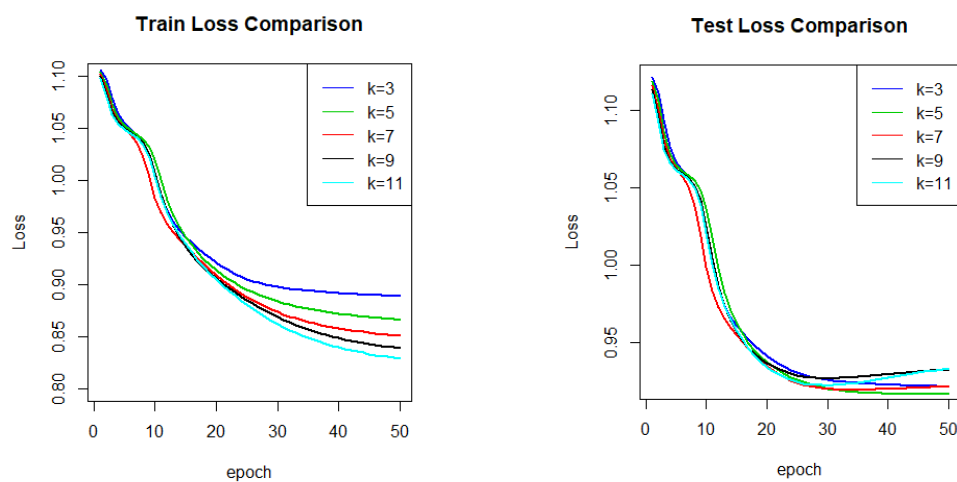 Train Loss Comparison
Loss
1.10
1.05
1.00
0.95
0.90
0.85
0.80
k=3
k=5
k=7
k=9
k=11
0 10 20 30 40 50
epoch
Test Loss Comparison
Loss
1.10
1.05
1.00
0.95
k=3
k=5
k=7
k=9
k=11
0 10 20 30 40 50
epoch